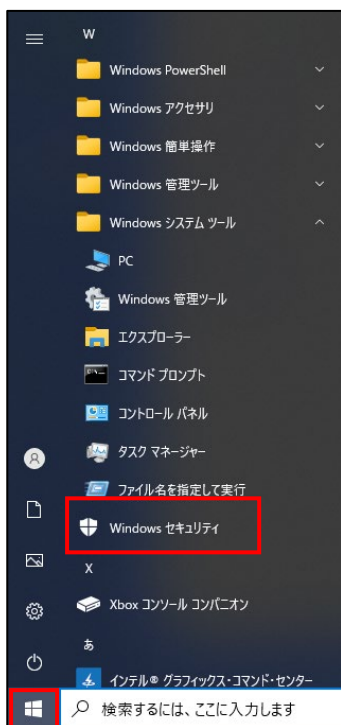 W
Windows PowerShell
Windows アクセサリ
Windows 簡単操作
Windows 管理ツール
Windows システム ツール
PC
Windows 管理ツール
エクスプローラー
コマンド プロンプト
コントロール パネル
タスク マネージャー
ファイル名を指定して実行
Windows セキュリティ
X
Xbox コンソール コンパニオン
あ
インテル® グラフィックス・コマンド・センター
検索するには、ここに入力します